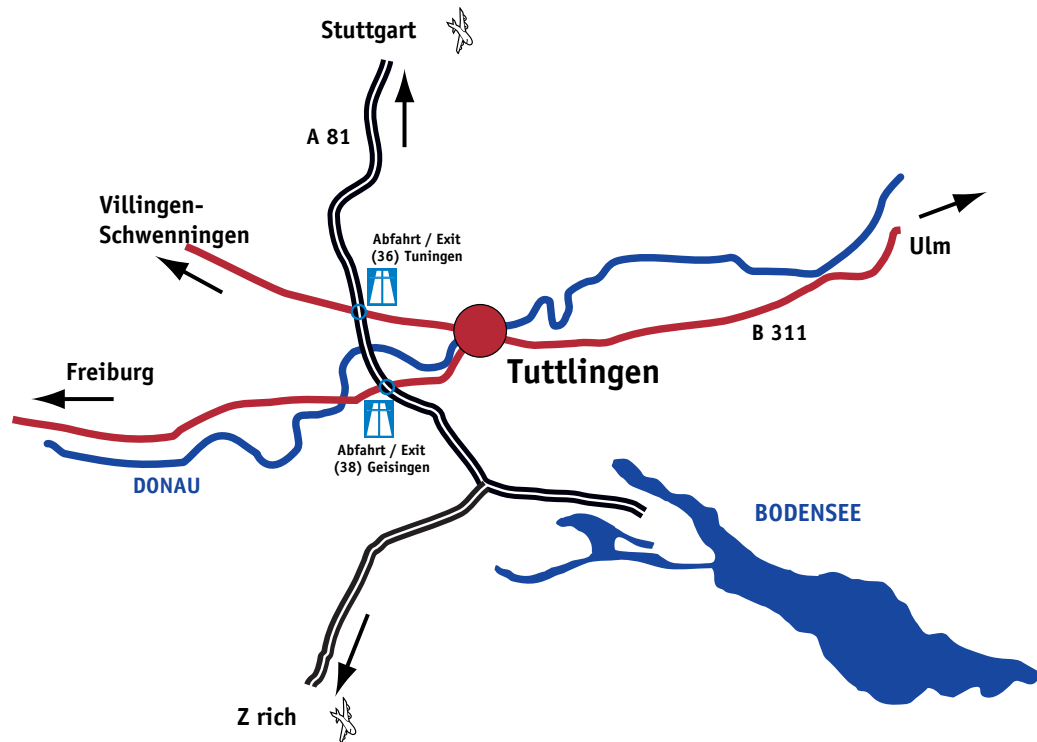 Stuttgart
A 81
Villingen-
Schwenningen
Abfahrt / Exit
(36) Tuningen
Ulm
B 311
Tuttlingen
Freiburg
Abfahrt / Exit
(38) Geisingen
DONAU
BODENSEE
Z rich